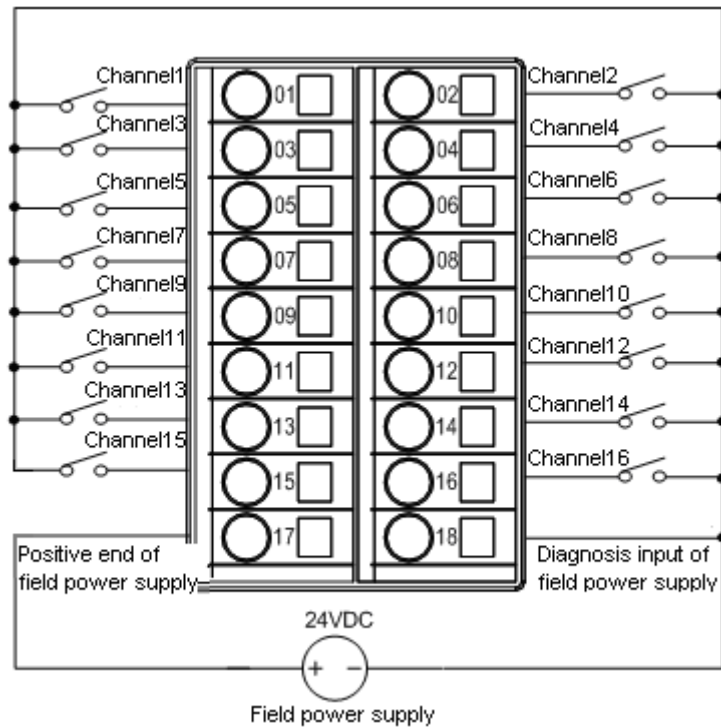 Channel1
01
02
Channel2
Channel3
03
04
Channel4
Channel5
05
06
Channel6
Channel7
07
08
Channel8
Channel9
09
10
Channel10
Channel11
11
12
Channel12
Channel13
13
14
Channel14
Channel15
15
16
Channel16
17
18
Positive end of
field power supply
Diagnosis input of
field power supply
24VDC
+ −
Field power supply